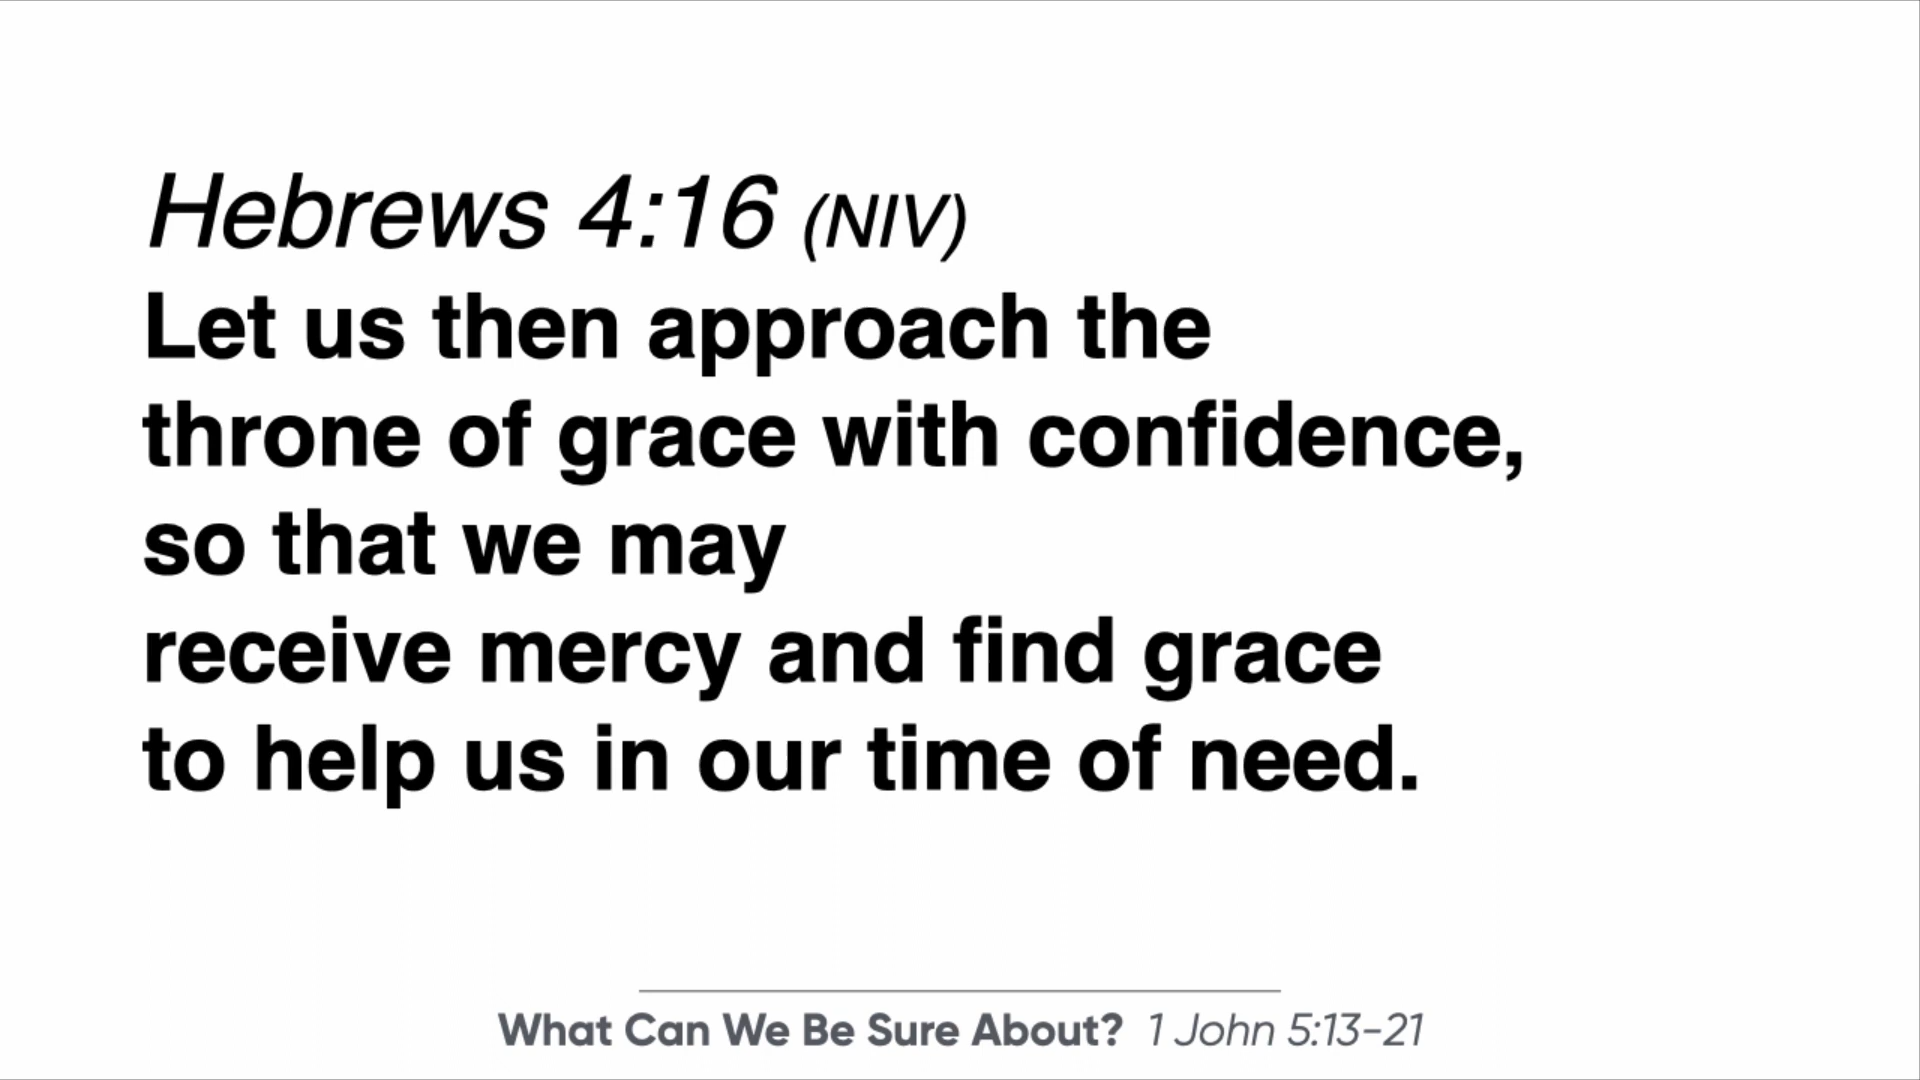 Hebrews 4:16 (NIV)
Let us then approach the
throne of grace with confidence,
so that we may
receive mercy and find grace
to help us in our time of need.
What Can We Be Sure About? 1 John 5:13-21